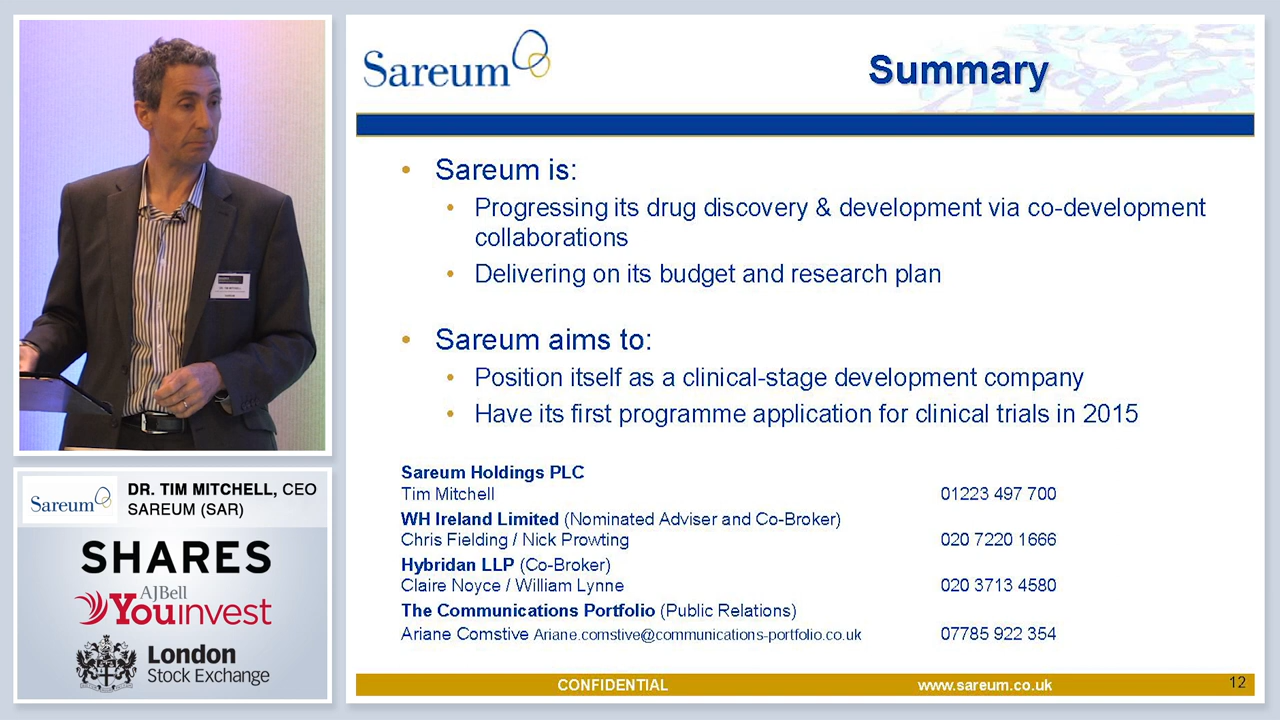 Sareum
Summary
• Sareum is:
• Progressing its drug discovery & development via co-development
collaborations
• Delivering on its budget and research plan
• Sareum aims to:
• Position itself as a clinical-stage development company
• Have its first programme application for clinical trials in 2015
Sareum Holdings PLC
Tim Mitchell 01223 497 700
WH Ireland Limited (Nominated Adviser and Co-Broker)
Chris Fielding / Nick Prowting 020 7220 1666
Hybridan LLP (Co-Broker)
Claire Noyce / William Lynne 020 3713 4580
The Communications Portfolio (Public Relations)
Ariane Comstive Ariane.comstive@communications-portfolio.co.uk 07785 922 354
CONFIDENTIAL www.sareum.co.uk 12
Sareum
DR. TIM MITCHELL, CEO
SAREUM (SAR)
SHARES
AJBell
Youinvest
London
Stock Exchange